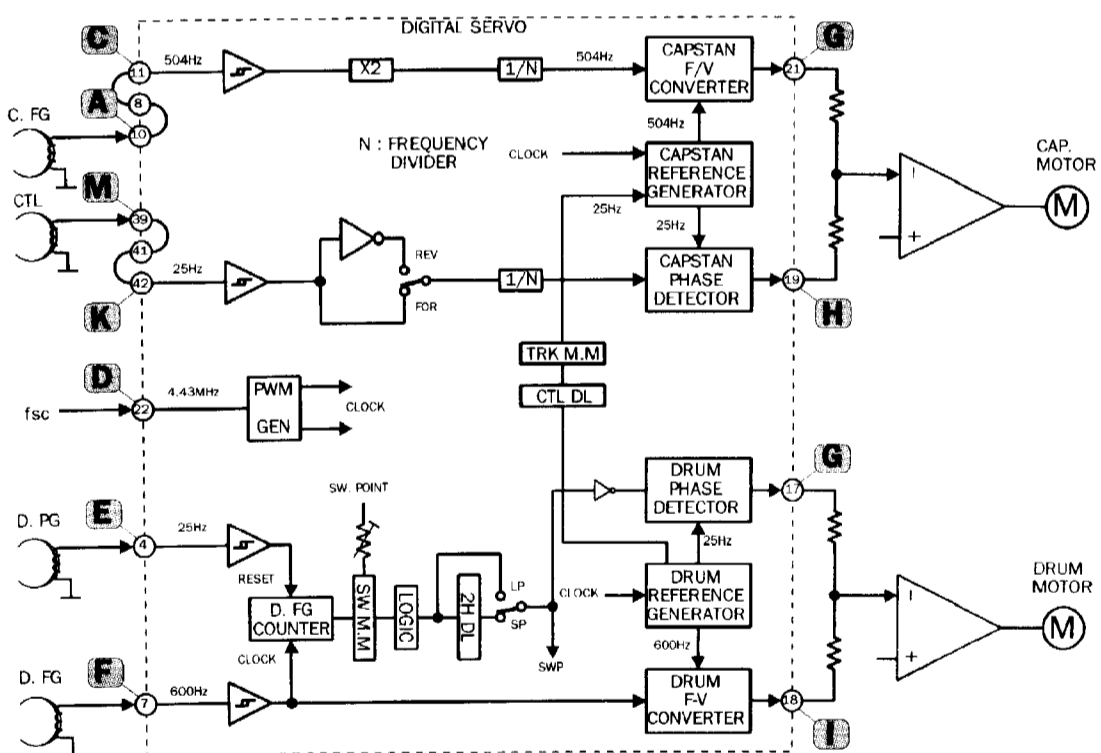 DIGITAL SERVO
C
11
504Hz
X2
1/N
504Hz
CAPSTAN
F/V
CONVERTER
G
21
A
8
10
C. FG
N : FREQUENCY
DIVIDER
504Hz
CLOCK
CAPSTAN
REFERENCE
GENERATOR
CAP.
MOTOR
M
I
+
M
CTL
39
41
42
25Hz
K
REV
FOR
1/N
25Hz
25Hz
CAPSTAN
PHASE
DETECTOR
19
H
TRK M.M
CTL DL
D
fsc
22
4,43MHz
PWM
GEN
CLOCK
G
DRUM
PHASE
DETECTOR
17
SW. POINT
E
D. PG
4
25Hz
RESET
D. FG
COUNTER
CLOCK
SW M.M
LOGIC
2H DL
LP
SP
SWP
25Hz
CLOCK
DRUM
REFERENCE
GENERATOR
600Hz
DRUM
MOTOR
M
I
+
F
D. FG
7
600Hz
DRUM
F-V
CONVERTER
18
I